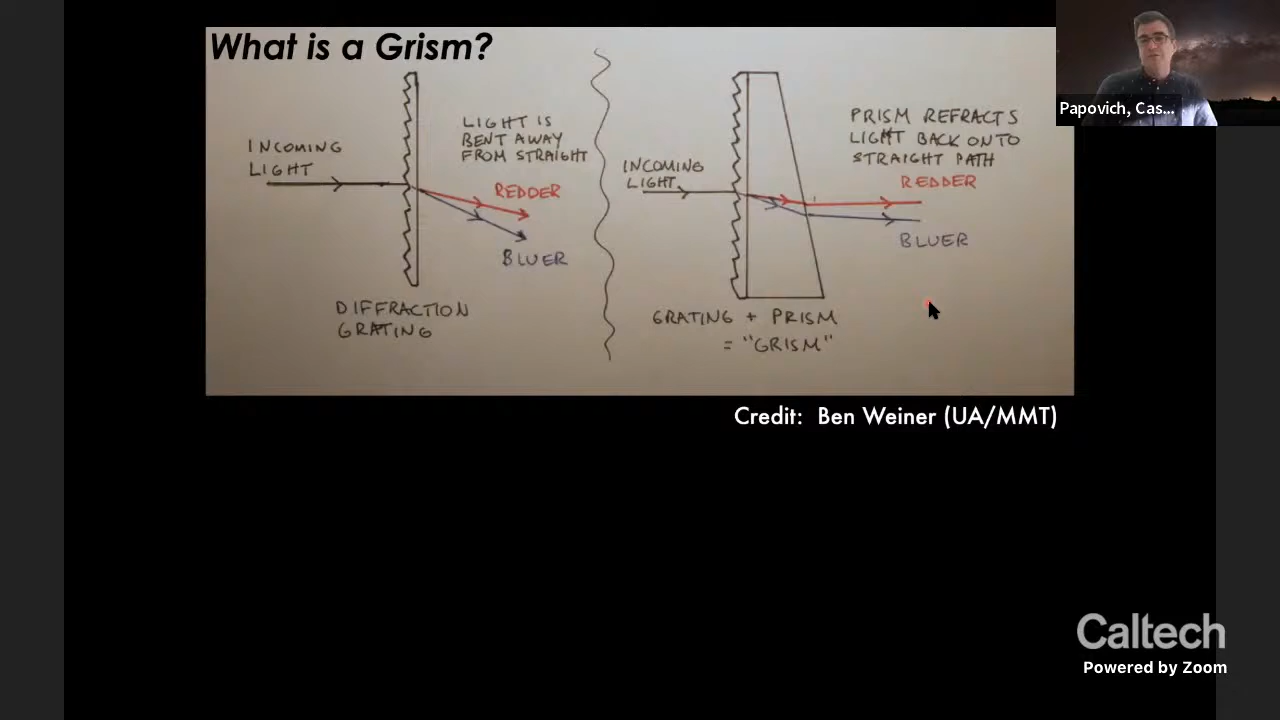 What is a Grism?
INCOMING
LIGHT
LIGHT IS
BENT AWAY
FROM STRAIGHT
REDDER
BLUER
DIFFRACTION
GRATING
INCOMING
LIGHT
PRISM REFRACTS
LIGHT BACK ONTO
STRAIGHT PATH
REDDER
BLUER
GRATING + PRISM
= "GRISM"
Credit: Ben Weiner (UA/MMT)
Papovich, Cas...
Caltech
Powered by Zoom